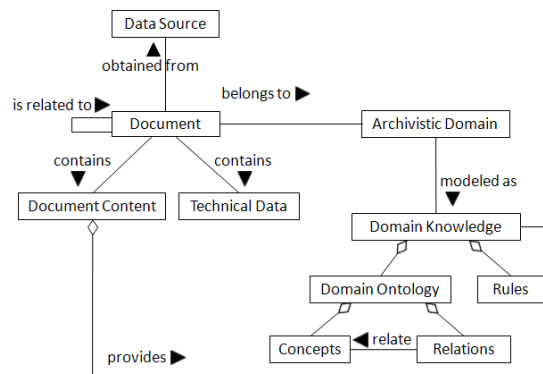 Data Source
obtained from
is related to
belongs to
Document
Archivistic Domain
contains
contains
modeled as
Document Content
Technical Data
Domain Knowledge
Domain Ontology
Rules
relate
Concepts
Relations
provides